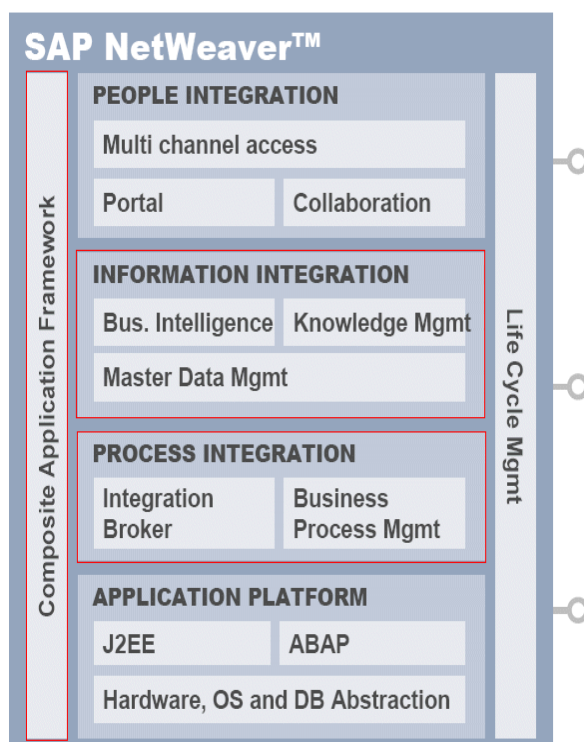 SAP NetWeaver™
Composite Application Framework
PEOPLE INTEGRATION
Multi channel access
Portal
Collaboration
INFORMATION INTEGRATION
Bus. Intelligence
Knowledge Mgmt
Master Data Mgmt
PROCESS INTEGRATION
Integration
Broker
Business
Process Mgmt
APPLICATION PLATFORM
J2EE
ABAP
Hardware, OS and DB Abstraction
Life Cycle Mgmt